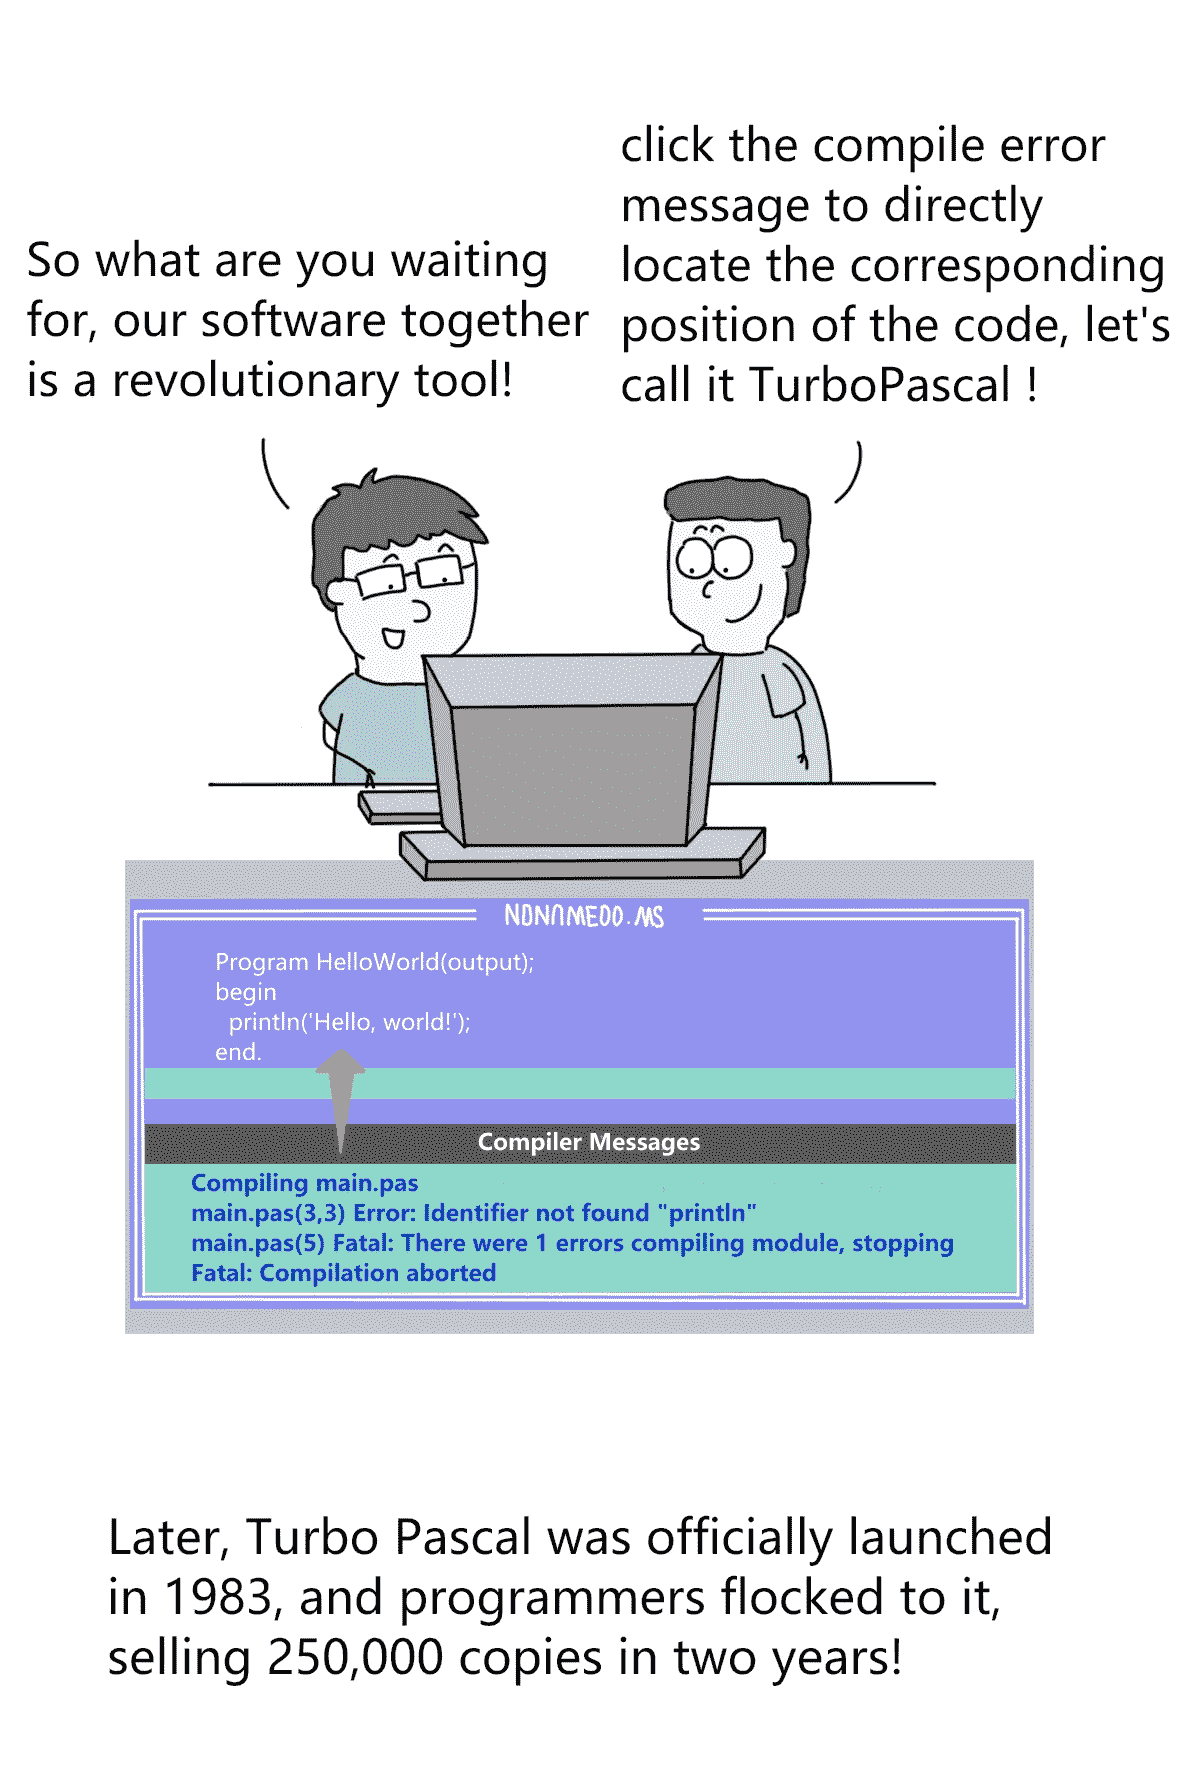 So what are you waiting
for, our software together
is a revolutionary tool!
click the compile error
message to directly
locate the corresponding
position of the code, let's
call it TurboPascal !
NONAMEOO.MS
Program HelloWorld(output);
begin
println('Hello, world!');
end.
Compiler Messages
Compiling main.pas
main.pas(3,3) Error: Identifier not found "println"
main.pas(5) Fatal: There were 1 errors compiling module, stopping
Fatal: Compilation aborted
Later, Turbo Pascal was officially launched
in 1983, and programmers flocked to it,
selling 250,000 copies in two years!